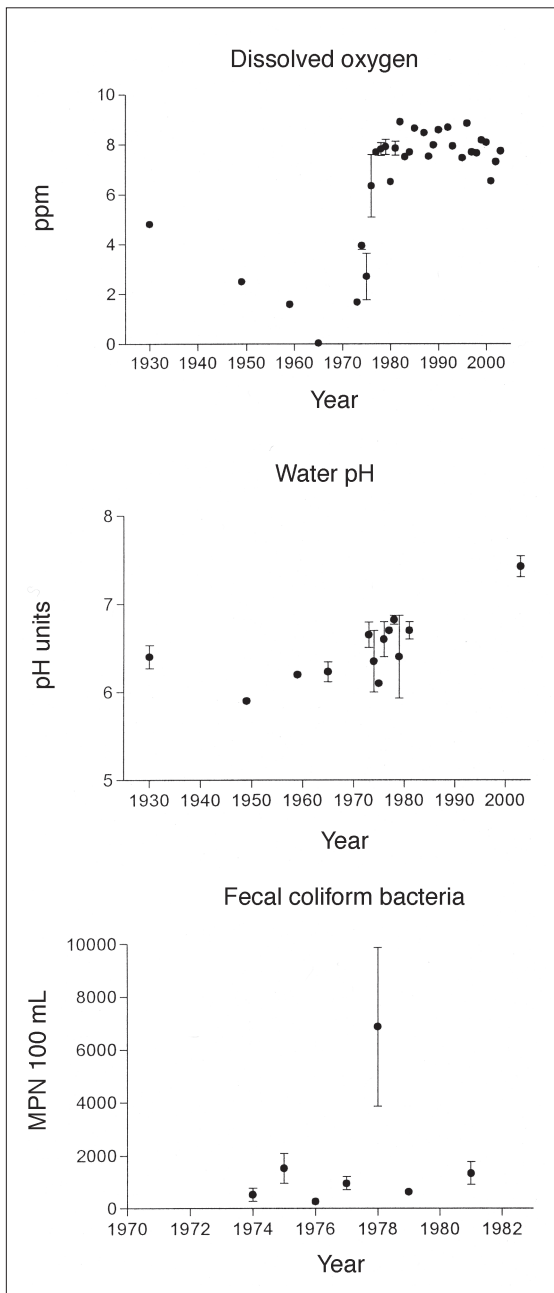 Dissolved oxygen
10
8
6
4
2
0
ppm
1930 1940 1950 1960 1970 1980 1990 2000
Year
Water pH
8
7
6
5
pH units
1930 1940 1950 1960 1970 1980 1990 2000
Year
Fecal coliform bacteria
10000
8000
6000
4000
2000
0
MPN 100 mL
1970 1972 1974 1976 1978 1980 1982
Year